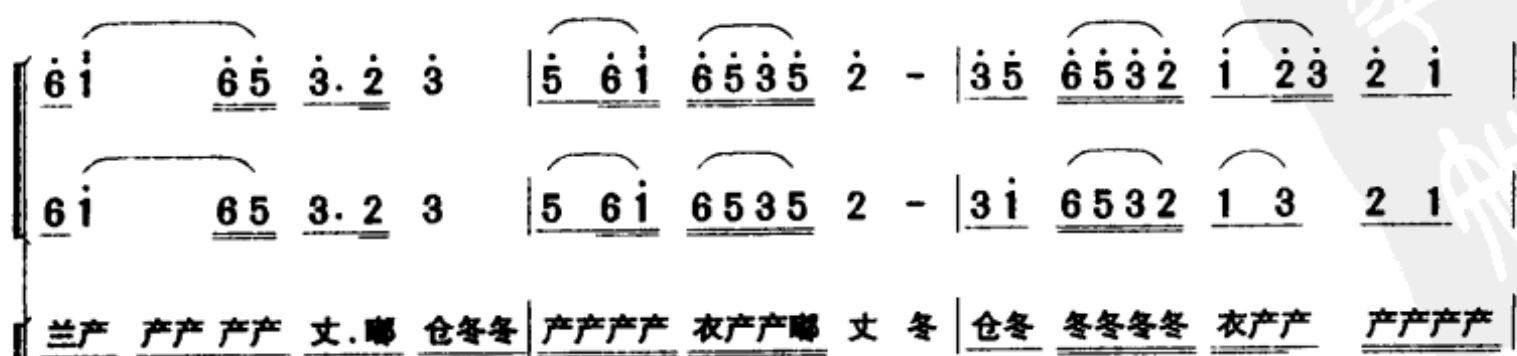 6̇ i̇̇ 6̇ 5̇ 3̇. 2̇ 3̇ | 5̇ 6̇ i̇̇ 6̇ 5̇ 3̇ 5̇ 2̇ - | 3̇ 5̇ 6̇ 5̇ 3̇ 2̇ 1̇ 2̇ 3̇ 2̇ 1̇ |
6 1̇ 6 5 3. 2 3 | 5 6 1̇ 6 5 3 5 2 - | 3 1̇ 6 5 3 2 1 3 2 1 |
兰产 产产 产产 丈.嘟 仓冬冬 | 产产产产 衣产产嘟 丈 冬 | 仓冬 冬冬冬冬 衣产产 产产产产 |